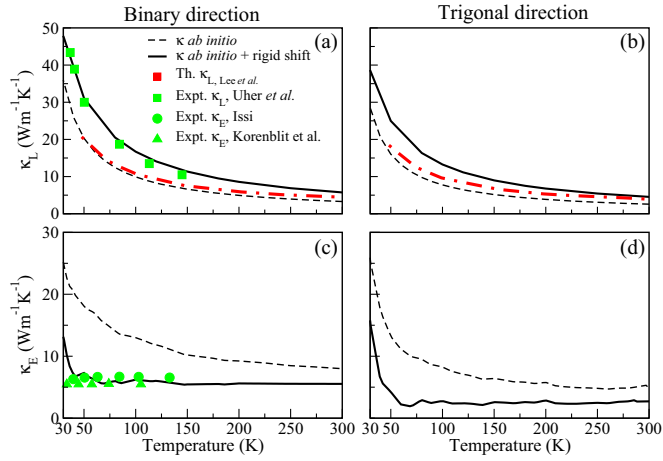 Binary direction
Trigonal direction
50
40
30
20
10
0
κL (Wm-1K-1)
(a)
κ ab initio
κ ab initio + rigid shift
Th. κL, Lee et al.
Expt. κL, Uher et al.
Expt. κE, Issi
Expt. κE, Korenblit et al.
(b)
30
20
10
0
κE (Wm-1K-1)
(c)
(d)
30 50 100 150 200 250 300
30 50 100 150 200 250 300
Temperature (K)
Temperature (K)